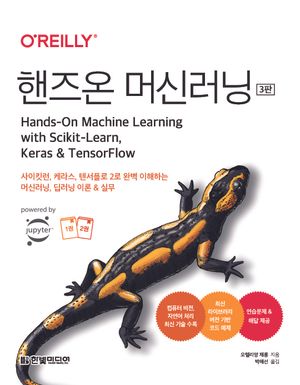 O'REILLY®
핸즈온 머신러닝 3판
Hands-On Machine Learning
with Scikit-Learn,
Keras & TensorFlow
사이킷런, 케라스, 텐서플로 2로 완벽 이해하는
머신러닝, 딥러닝 이론 & 실무
powered by
jupyter
1권
2권
컴퓨터 비전,
자연어 처리
최신 기술 수록
최신
라이브러리
버전 기반
코드 예제
연습문제 &
해답 제공
한빛미디어
오렐리앙 제롱 지음
박해선 옮김